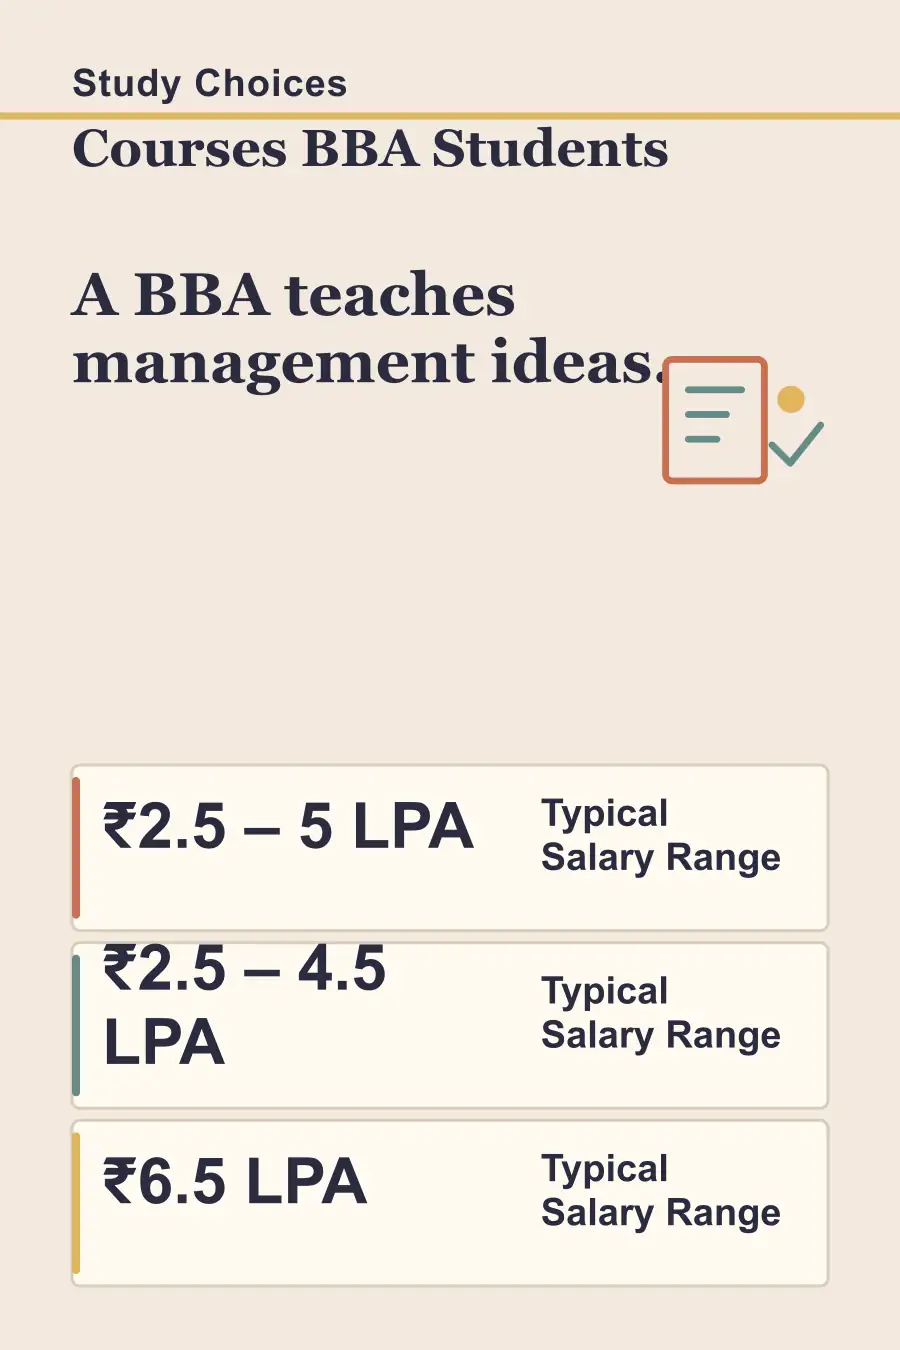 Study Choices
Courses BBA Students
A BBA teaches
management ideas.
₹2.5 – 5 LPA
Typical
Salary Range
₹2.5 – 4.5
LPA
Typical
Salary Range
₹6.5 LPA
Typical
Salary Range